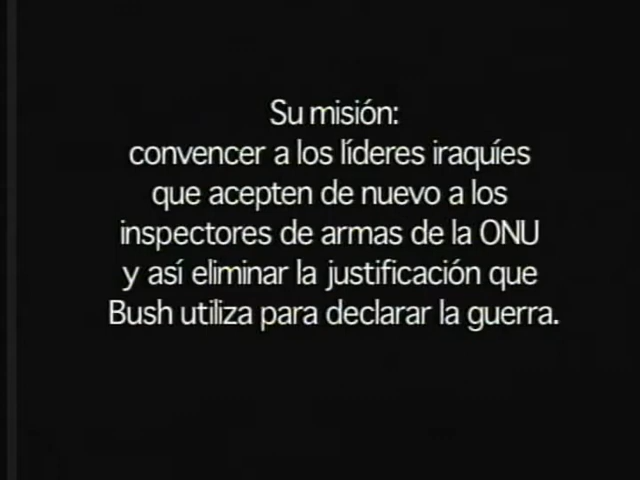 Su misión:
convencer a los líderes iraquíes
que acepten de nuevo a los
inspectores de armas de la ONU
y así eliminar la justificación que
Bush utiliza para declarar la guerra.